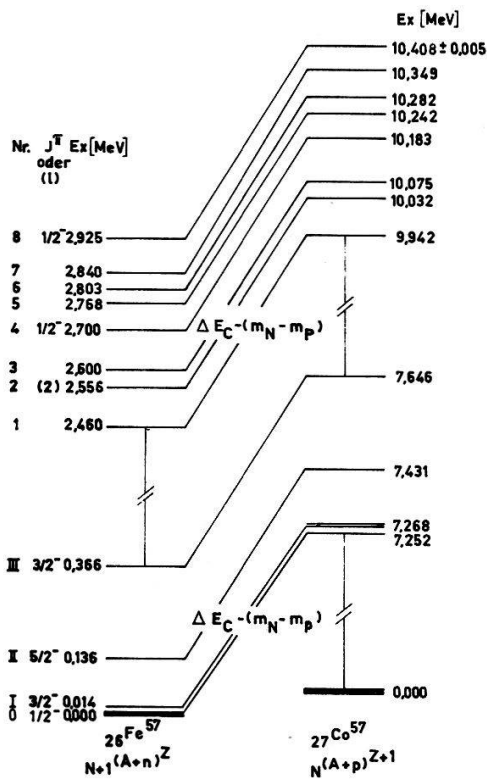 Ex [MeV]
10,408 ± 0,005
10,349
10,282
10,242
10,183
10,075
10,032
9,942
7,646
7,431
7,268
7,252
0,000
Nr. J^π Ex [MeV]
oder
(l)
8 1/2⁻ 2,925
7 2,840
6 2,803
5 2,768
4 1/2⁻ 2,700
3 2,600
2 (2) 2,556
1 2,460
III 3/2⁻ 0,366
II 5/2⁻ 0,136
I 3/2⁻ 0,014
0 1/2⁻ 0,000
Δ E_C -(m_N - m_p)
Δ E_C -(m_N - m_p)
₂₆Fe⁵⁷
N+1(A+n)^Z
₂₇Co⁵⁷
N(A+p)^Z+1